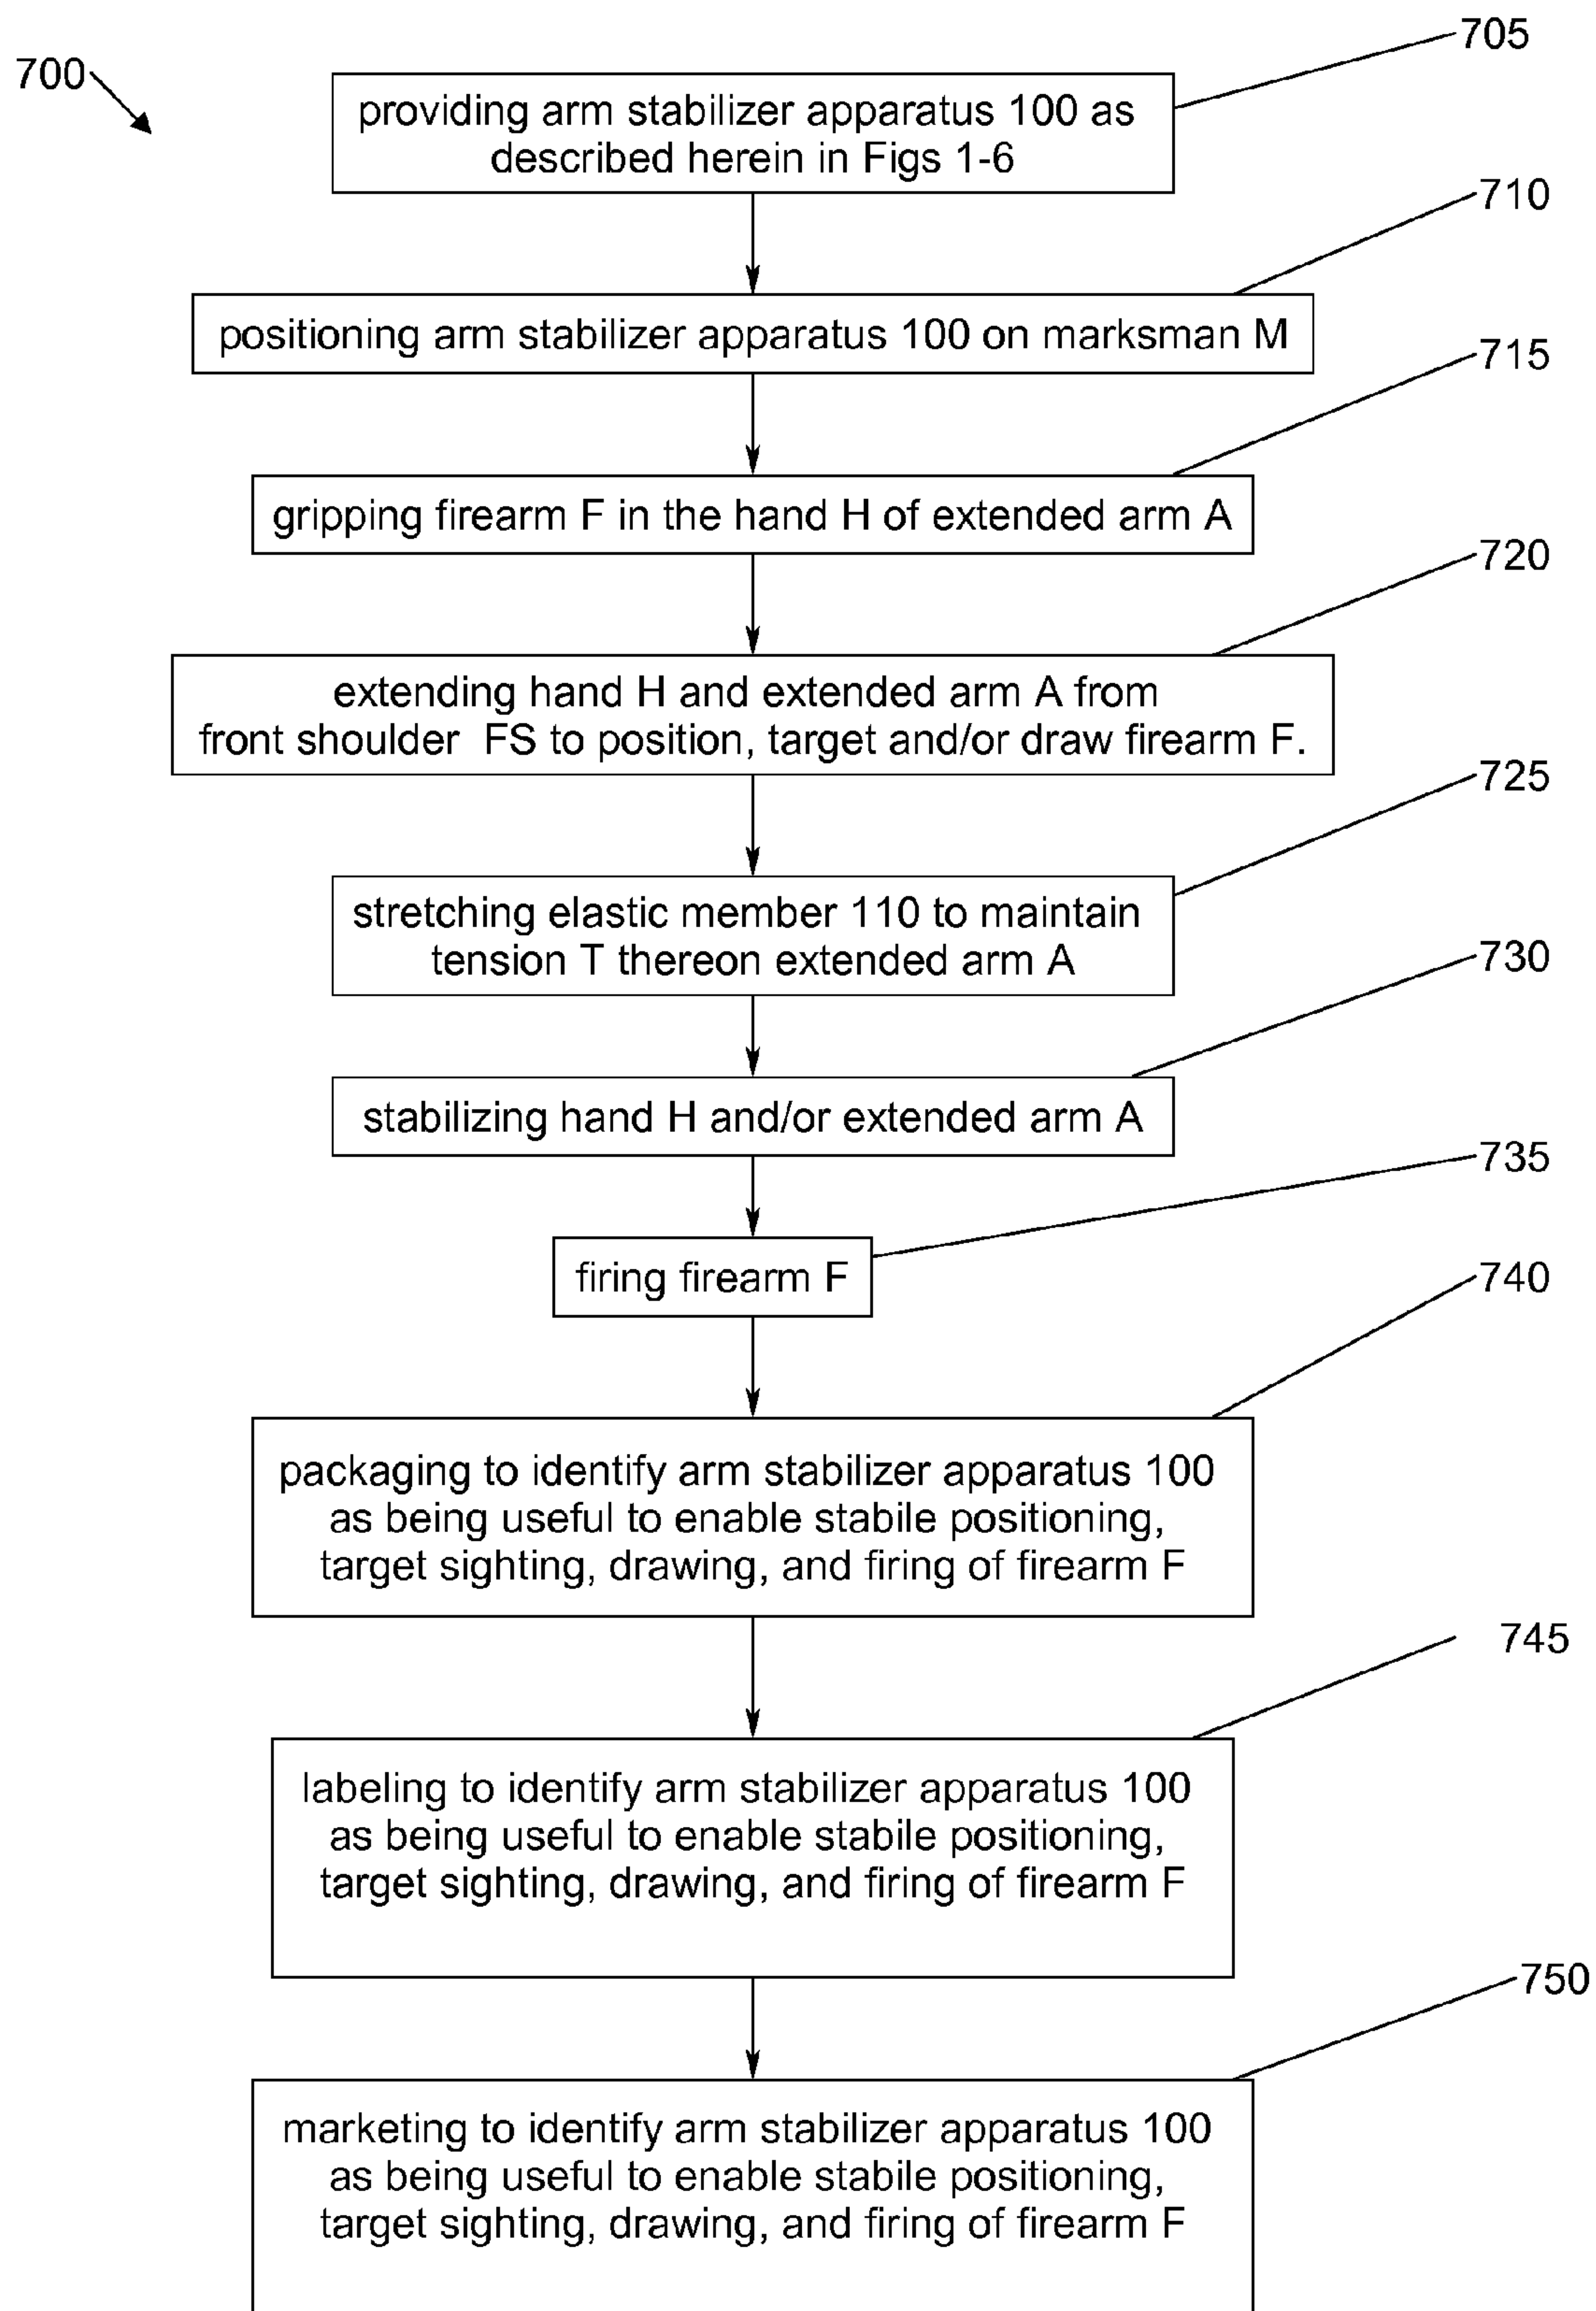 705
700
providing arm stabilizer apparatus 100 as
described herein in Figs 1-6
710
positioning arm stabilizer apparatus 100 on marksman M
715
gripping firearm F in the hand H of extended arm A
720
extending hand H and extended arm A from
front shoulder FS to position, target and/or draw firearm F.
725
stretching elastic member 110 to maintain
tension T thereon extended arm A
730
stabilizing hand H and/or extended arm A
735
firing firearm F
740
packaging to identify arm stabilizer apparatus 100
as being useful to enable stabile positioning,
target sighting, drawing, and firing of firearm F
745
labeling to identify arm stabilizer apparatus 100
as being useful to enable stabile positioning,
target sighting, drawing, and firing of firearm F
750
marketing to identify arm stabilizer apparatus 100
as being useful to enable stabile positioning,
target sighting, drawing, and firing of firearm F